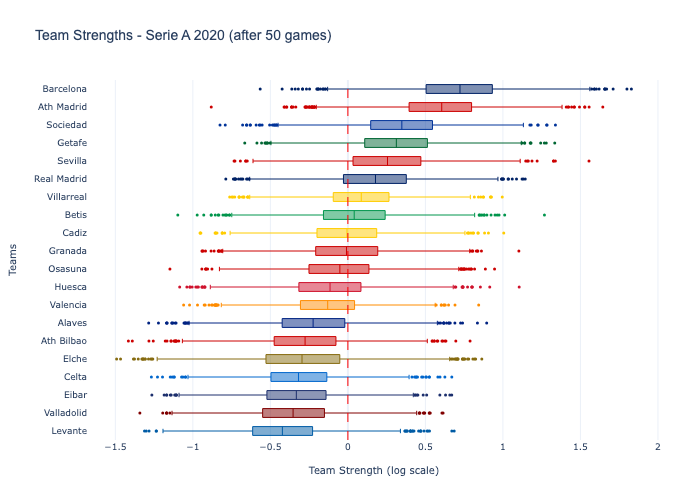 Team Strengths - Serie A 2020 (after 50 games)
Barcelona
Ath Madrid
Sociedad
Getafe
Sevilla
Real Madrid
Villarreal
Betis
Cadiz
Granada
Osasuna
Huesca
Valencia
Alaves
Ath Bilbao
Elche
Celta
Eibar
Valladolid
Levante
Teams
−1.5 −1 −0.5 0 0.5 1 1.5 2
Team Strength (log scale)